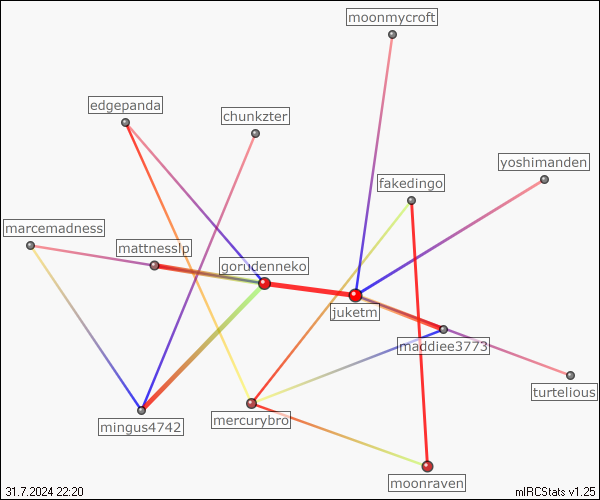 moonmycroft
edgepanda
chunkzter
yoshimanden
fakedingo
marcemadness
mattnesslp
gorudenneko
juketm
maddiee3773
turtelious
mercurybro
mingus4742
moonraven
31.7.2024 22:20
mIRCStats v1.25